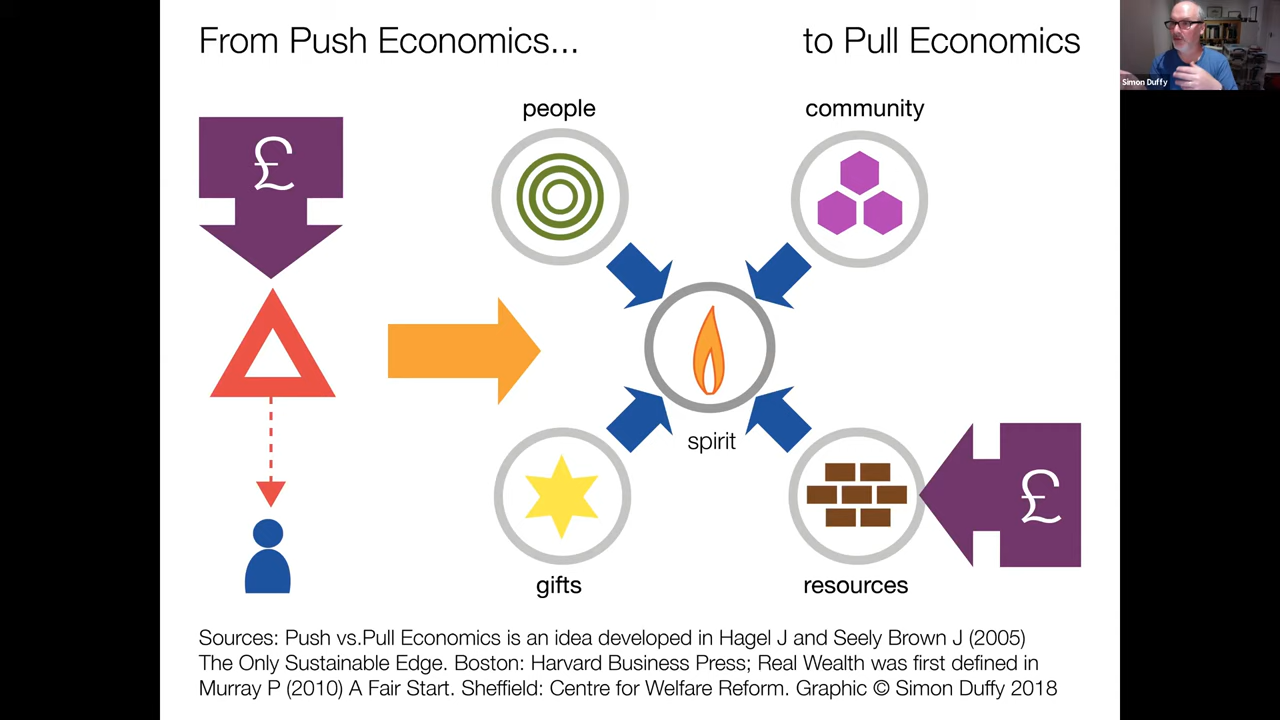 From Push Economics...
to Pull Economics
Simon Duffy
people
community
£
spirit
£
gifts
resources
Sources: Push vs.Pull Economics is an idea developed in Hagel J and Seely Brown J (2005)
The Only Sustainable Edge. Boston: Harvard Business Press; Real Wealth was first defined in
Murray P (2010) A Fair Start. Sheffield: Centre for Welfare Reform. Graphic © Simon Duffy 2018